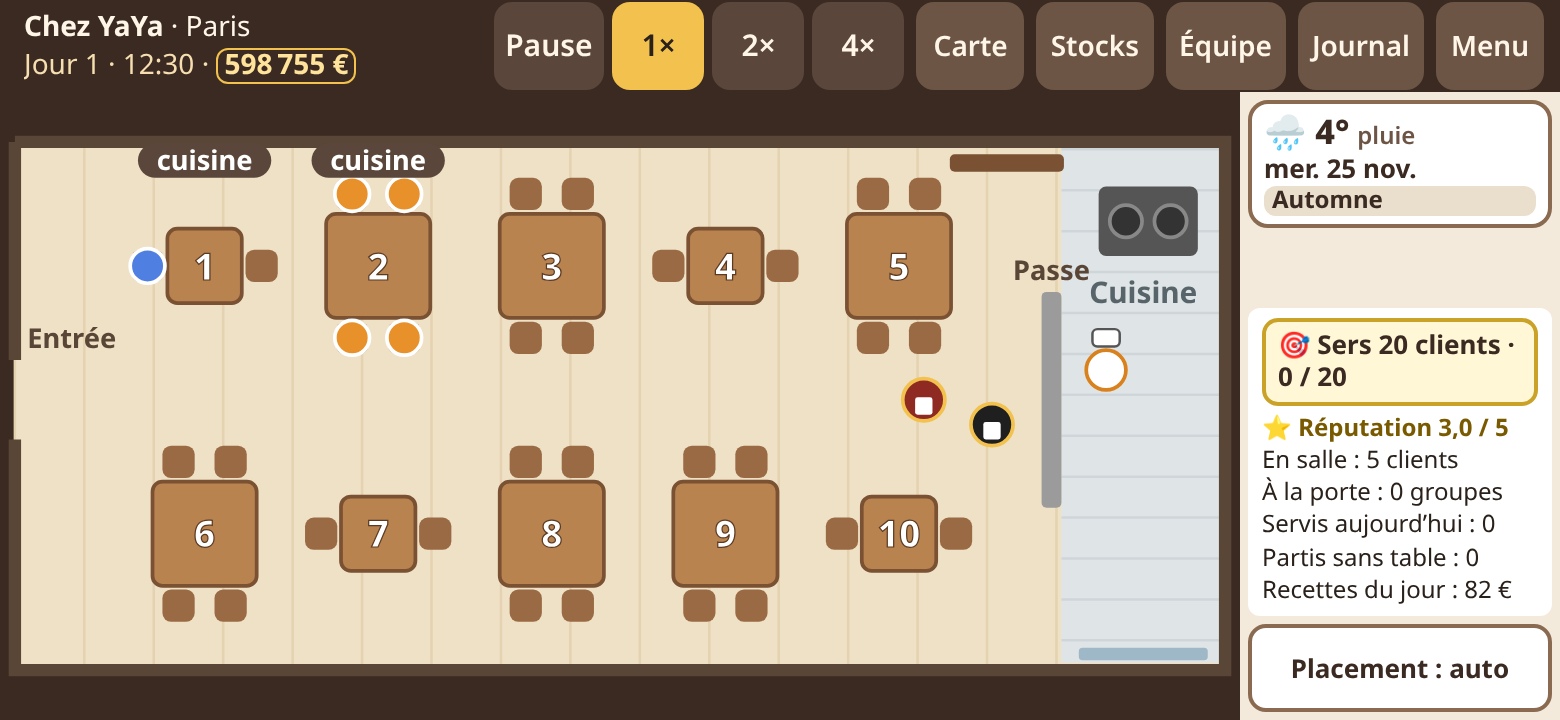 Chez YaYa · Paris
Jour 1 · 12:30 · 598 755 €
Pause
1×
2×
4×
Carte
Stocks
Équipe
Journal
Menu
cuisine
cuisine
1
2
3
4
5
Passe
Cuisine
Entrée
6
7
8
9
10
4° pluie
mer. 25 nov.
Automne
Sers 20 clients ·
0 / 20
Réputation 3,0 / 5
En salle : 5 clients
À la porte : 0 groupes
Servis aujourd’hui : 0
Partis sans table : 0
Recettes du jour : 82 €
Placement : auto